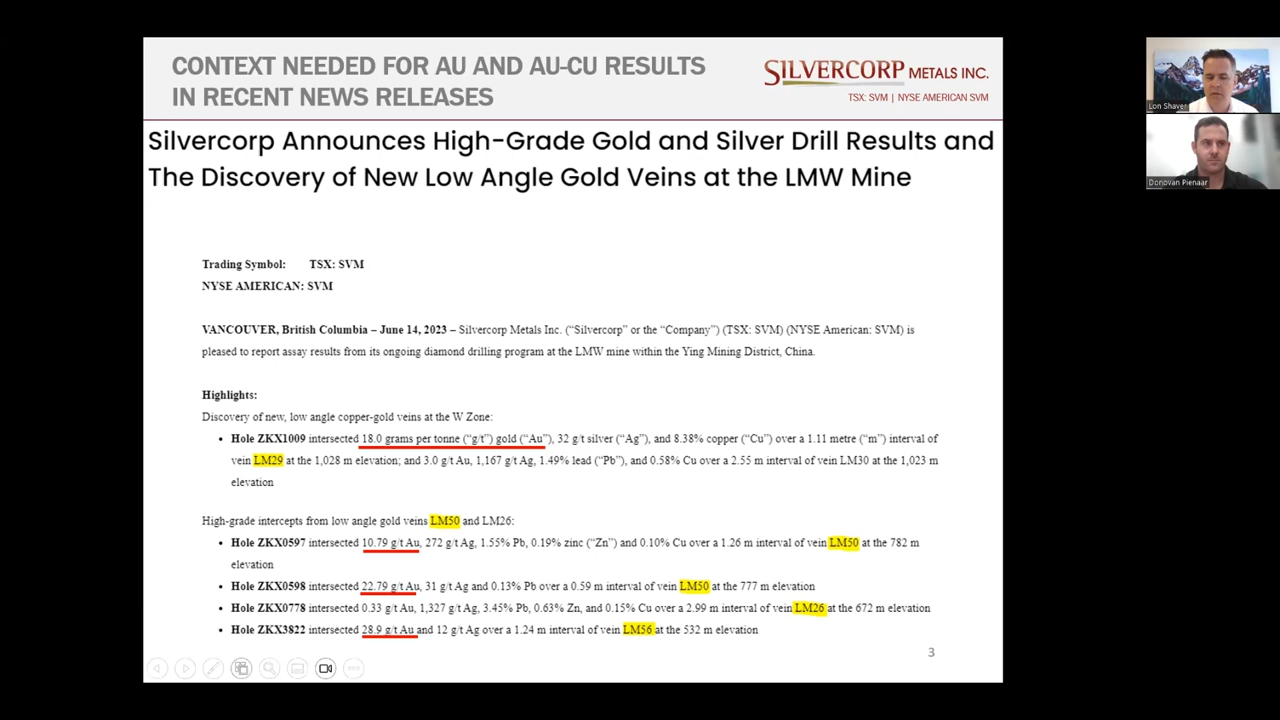 CONTEXT NEEDED FOR AU AND AU-CU RESULTS
IN RECENT NEWS RELEASES
SILVERCORP METALS INC.
TSX: SVM | NYSE AMERICAN SVM
Silvercorp Announces High-Grade Gold and Silver Drill Results and
The Discovery of New Low Angle Gold Veins at the LMW Mine
Trading Symbol: TSX: SVM
NYSE AMERICAN: SVM
VANCOUVER, British Columbia – June 14, 2023 – Silvercorp Metals Inc. (“Silvercorp” or the “Company”) (TSX: SVM) (NYSE American: SVM) is
pleased to report assay results from its ongoing diamond drilling program at the LMW mine within the Ying Mining District, China.
Highlights:
Discovery of new, low angle copper-gold veins at the W Zone:
• Hole ZKX1009 intersected 18.0 grams per tonne (“g/t”) gold (“Au”), 32 g/t silver (“Ag”), and 8.38% copper (“Cu”) over a 1.11 metre (“m”) interval of
vein LM29 at the 1,028 m elevation; and 3.0 g/t Au, 1,167 g/t Ag, 1.49% lead (“Pb”), and 0.58% Cu over a 2.55 m interval of vein LM30 at the 1,023 m
elevation
High-grade intercepts from low angle gold veins LM50 and LM26:
• Hole ZKX0597 intersected 10.79 g/t Au, 272 g/t Ag, 1.55% Pb, 0.19% zinc (“Zn”) and 0.10% Cu over a 1.26 m interval of vein LM50 at the 782 m
elevation
• Hole ZKX0598 intersected 22.79 g/t Au, 31 g/t Ag and 0.13% Pb over a 0.59 m interval of vein LM50 at the 777 m elevation
• Hole ZKX0778 intersected 0.33 g/t Au, 1,327 g/t Ag, 3.45% Pb, 0.63% Zn, and 0.15% Cu over a 2.99 m interval of vein LM26 at the 672 m elevation
• Hole ZKX3822 intersected 28.9 g/t Au and 12 g/t Ag over a 1.24 m interval of vein LM56 at the 532 m elevation
3
Lon Shaver
Donovan Pienaar